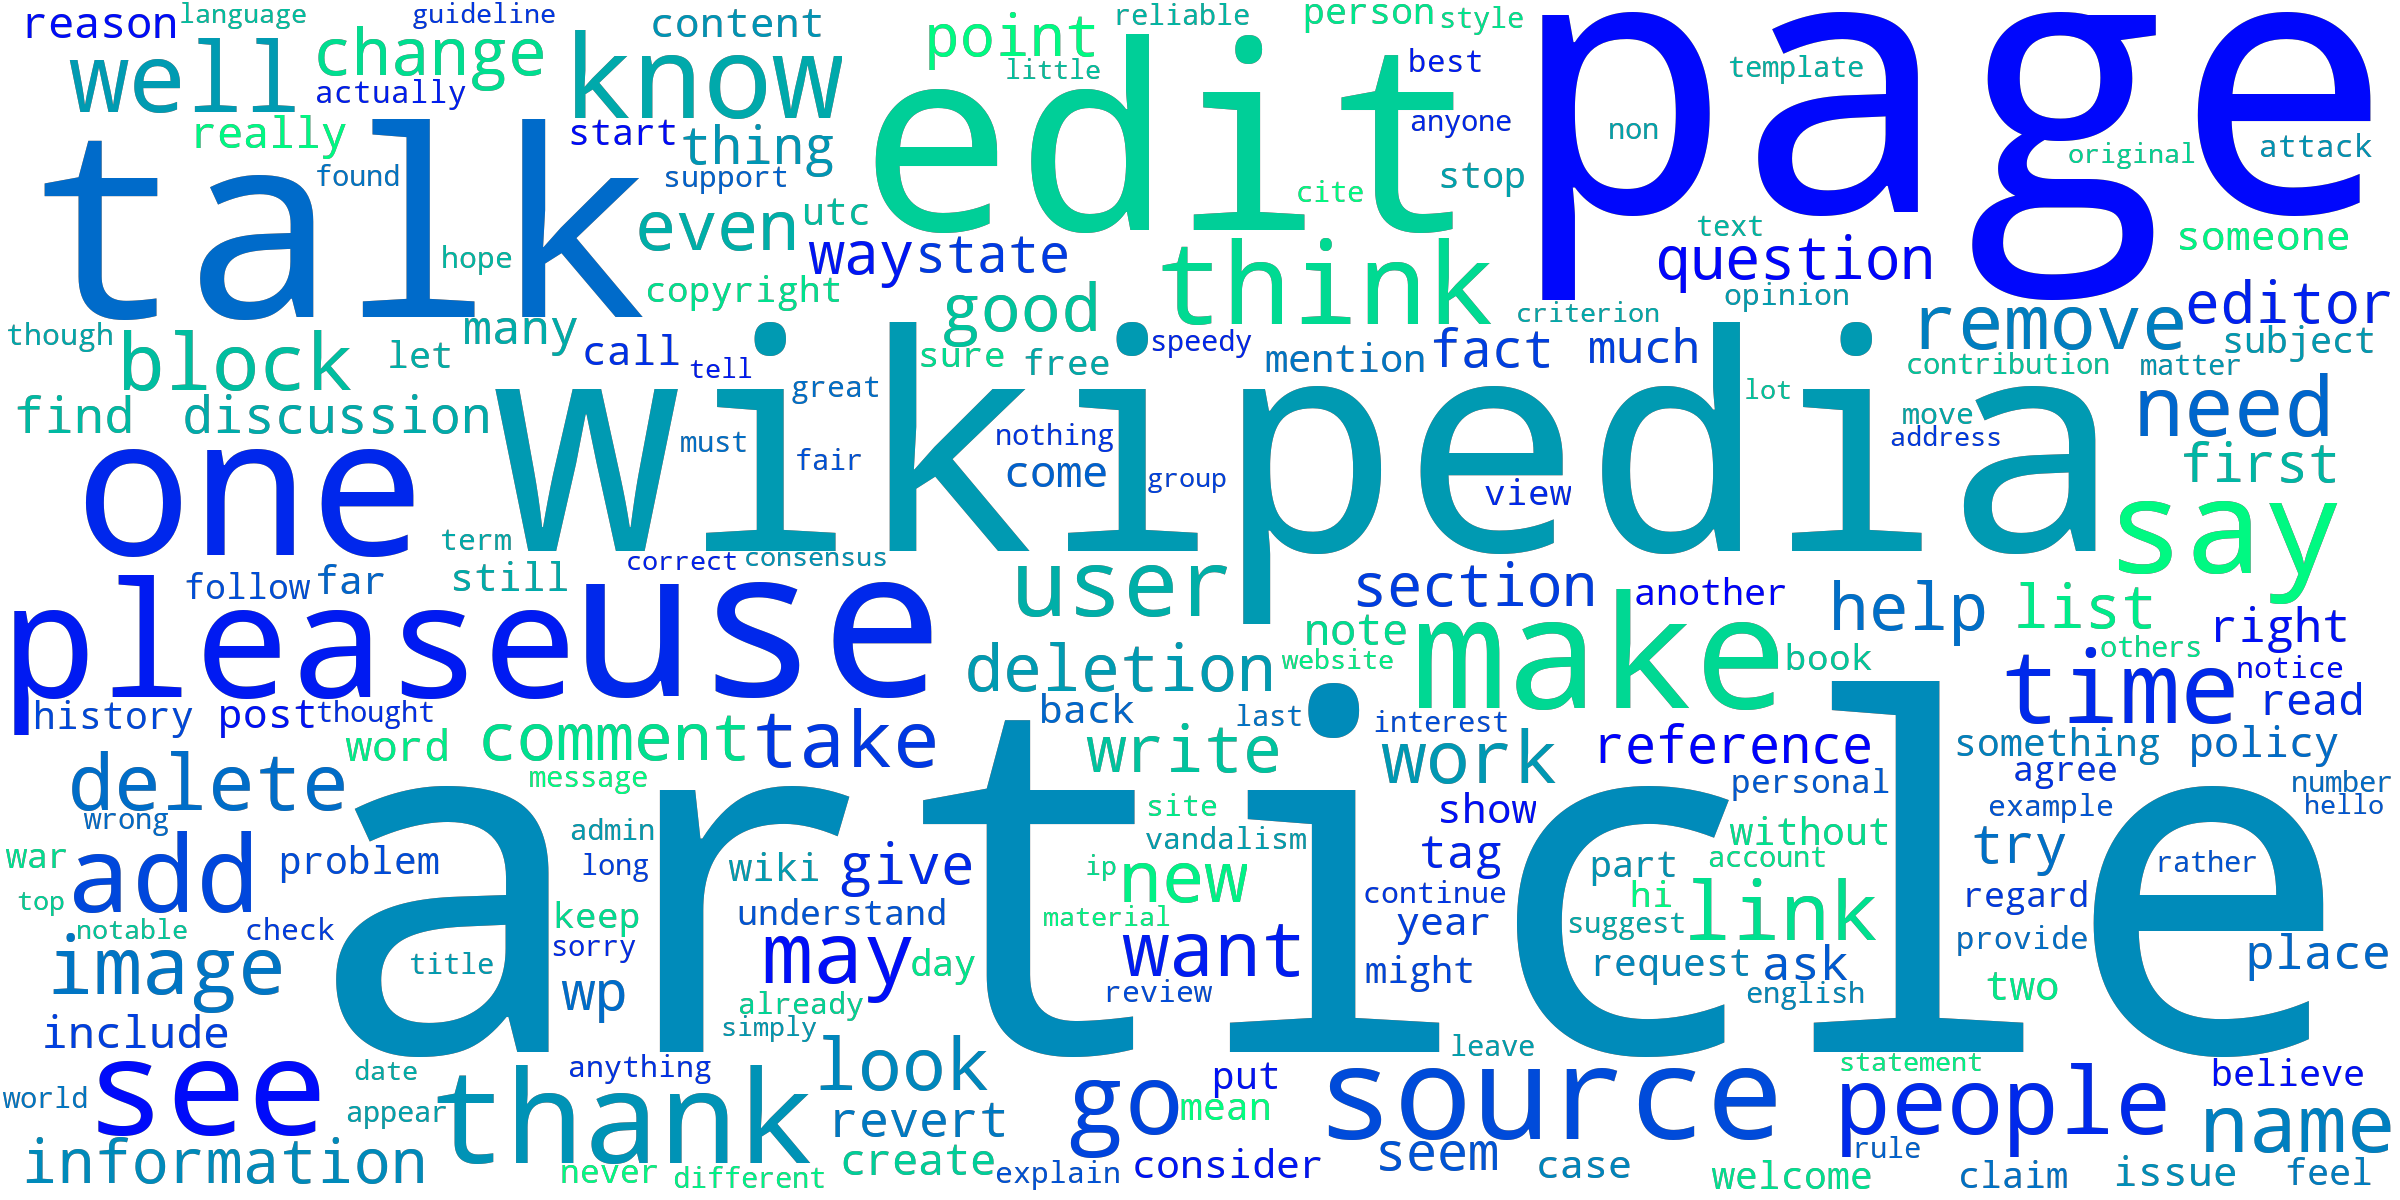 reason language guideline content point reliable person style
well change know edit page
actually little best template
really start thing anyone non original attack
talk found support stop cite
even utc way state think question text someone
hope copyright good opinion editor
though block let many call tell speedy mention fact much criterion remove subject
sure free great lot contribution matter
find discussion wikipedia must fair nothing come group view move address need first
one term still correct consensus say
follow far user section another help list right
please use deletion note website make book others notice time read
history post thought back last interest
delete word comment take write work reference something policy
message personal agree number
wrong admin site vandalism show example hello
war add problem long wiki give ip new tag part without account try rather
top keep understand material continue hi link regard
notable check sorry year suggest
image title article may day want might request ask provide place
wp already review english two
include simply leave
see date anything look put statement believe
world appear thank revert go mean source people name
information never different create explain consider seem case rule welcome claim issue feel